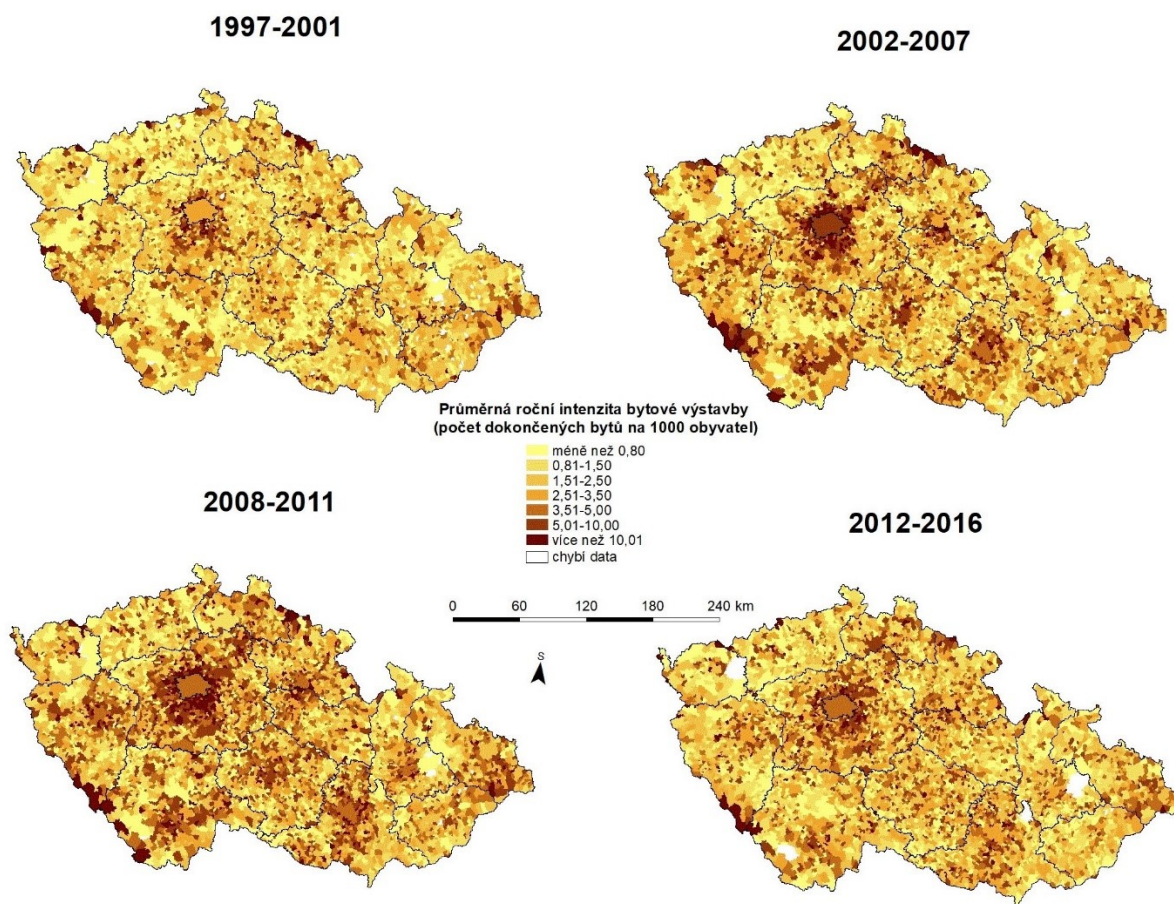 1997-2001
2002-2007
Průměrná roční intenzita bytové výstavby
(počet dokončených bytů na 1000 obyvatel)
méně než 0,80
0,81-1,50
1,51-2,50
2,51-3,50
3,51-5,00
5,01-10,00
více než 10,01
chybí data
2008-2011
2012-2016
0 60 120 180 240 km
S